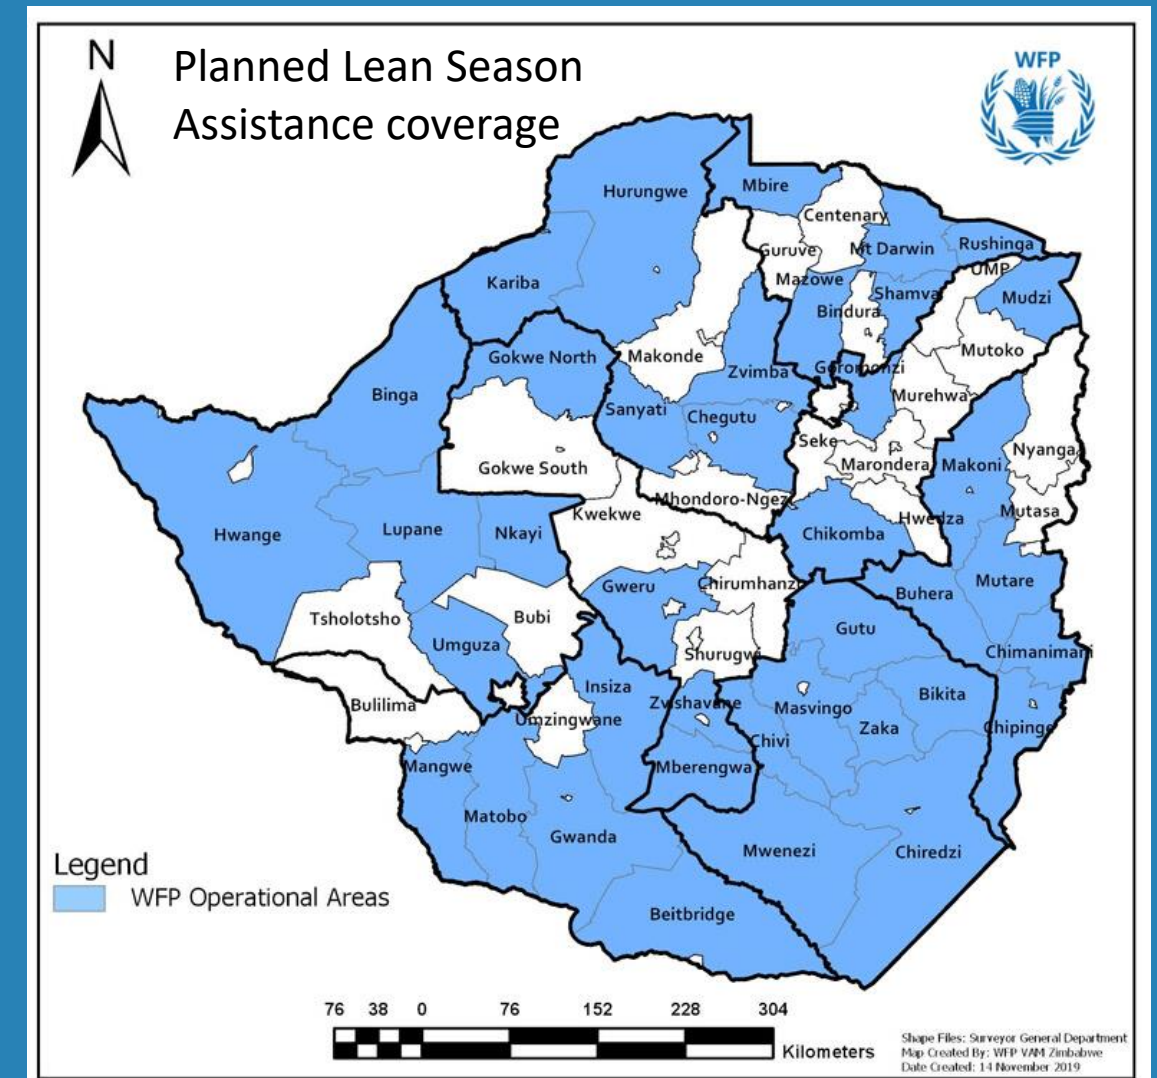 N
Planned Lean Season
Assistance coverage
WFP
Hurungwe
Mbire
Centenary
Guruve
Mt Darwin
Rushinga
UMP
Kariba
Mazowe
Shamva
Mudzi
Bindura
Mutoko
Gokwe North
Makonde
Zvimba
Goromonzi
Binga
Murehwa
Sanyati
Chegutu
Seke
Nyanga
Gokwe South
Marondera
Makoni
Mhondoro-Ngezi
Kwekwe
Hwedza
Mutasa
Hwange
Lupane
Nkayi
Chikomba
Gweru
Chirumhanzu
Mutare
Buhera
Tsholotsho
Bubi
Gutu
Umguza
Shurugwi
Chimanimani
Insiza
Bikita
Bulilima
Zvishavane
Masvingo
Umzingwane
Zaka
Chipinge
Chivi
Mangwe
Mberengwa
Matobo
Gwanda
Mwenezi
Chiredzi
Beitbridge
Legend
WFP Operational Areas
76 38 0 76 152 228 304
Kilometers
Shape Files: Surveyor General Department
Map Created By: WFP VAM Zimbabwe
Date Created: 14 November 2019